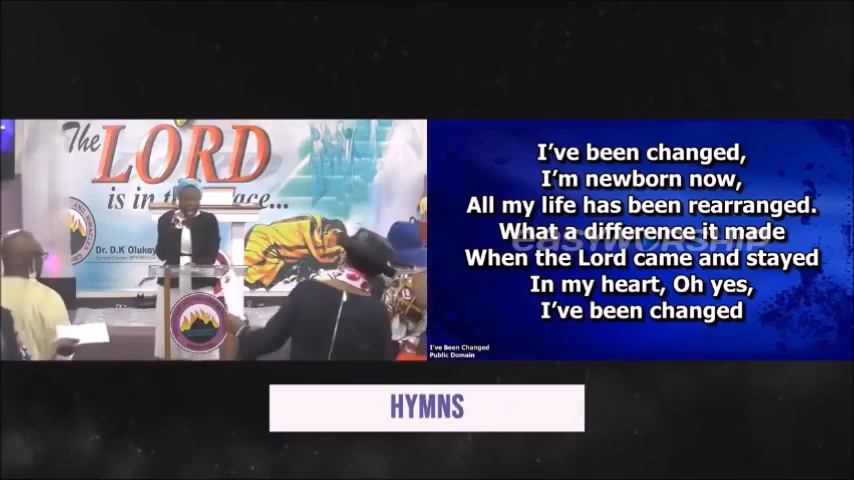 The
LORD
is in
Dr. D.K Olukoya
I've been changed,
I'm newborn now,
All my life has been rearranged.
What a difference it made
When the Lord came and stayed
In my heart, Oh yes,
I've been changed
easyworship
I've Been Changed
Public Domain
HYMNS